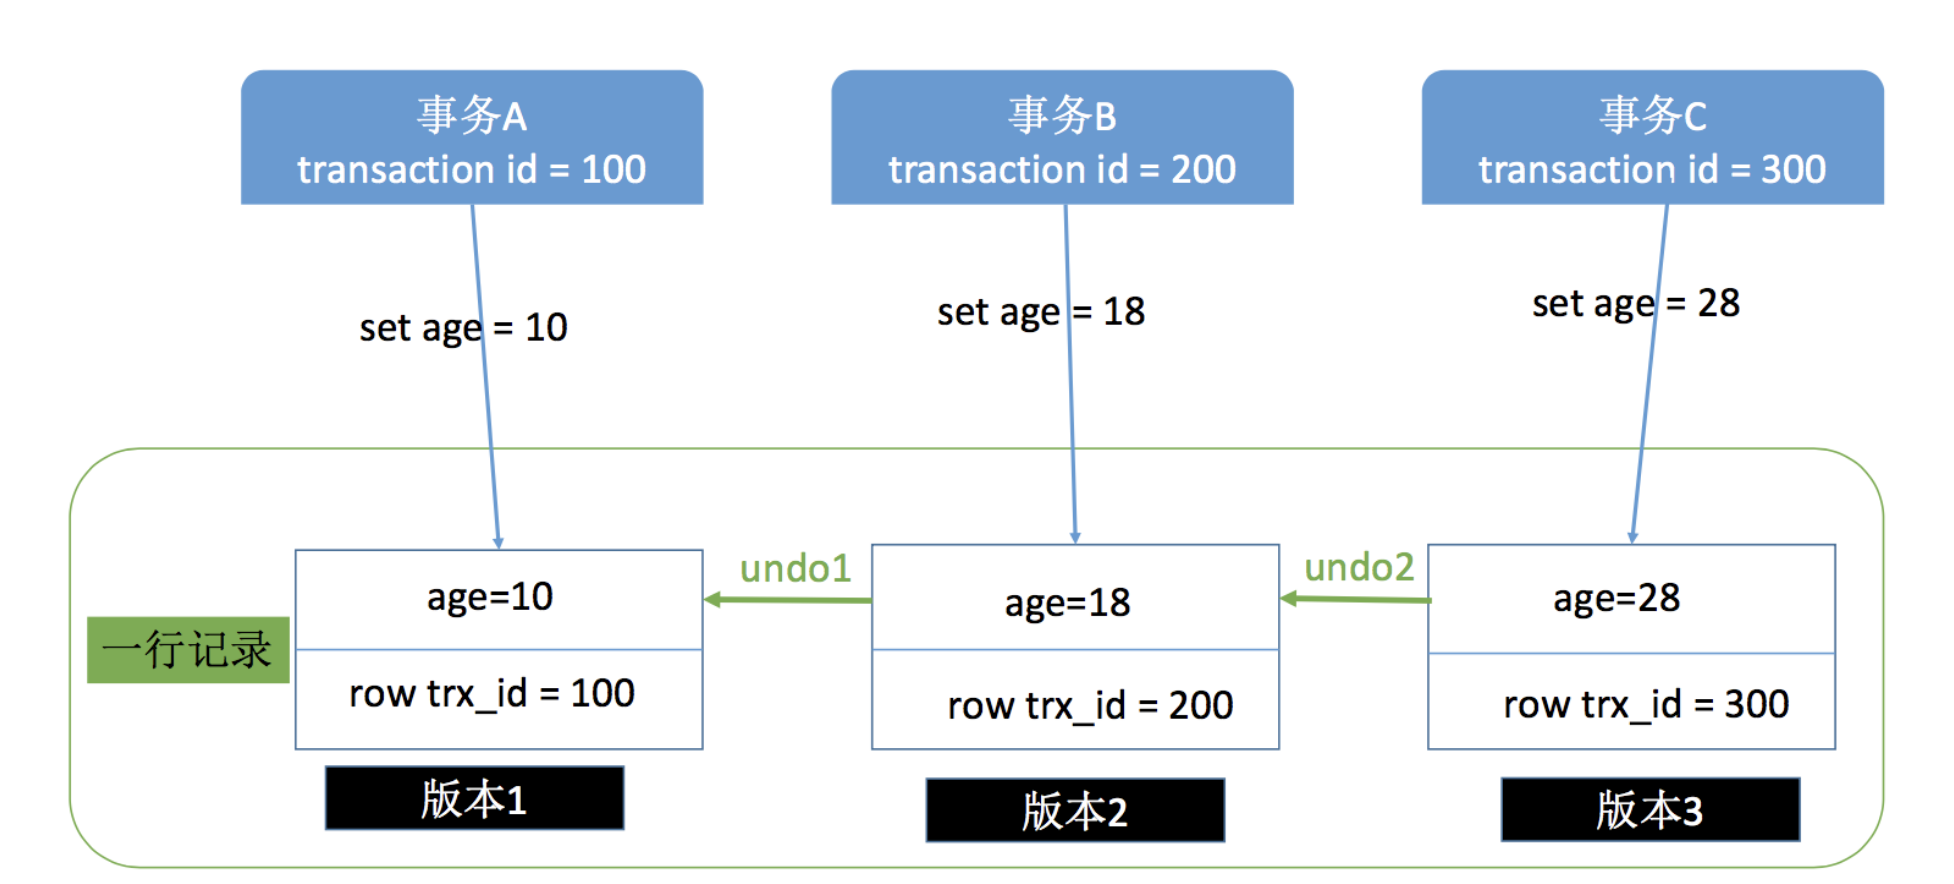 事务A
transaction id = 100
事务B
transaction id = 200
事务C
transaction id = 300
set age = 10
set age = 18
set age = 28
undo1
undo2
age=10
age=18
age=28
一行记录
row trx_id = 100
row trx_id = 200
row trx_id = 300
版本1
版本2
版本3